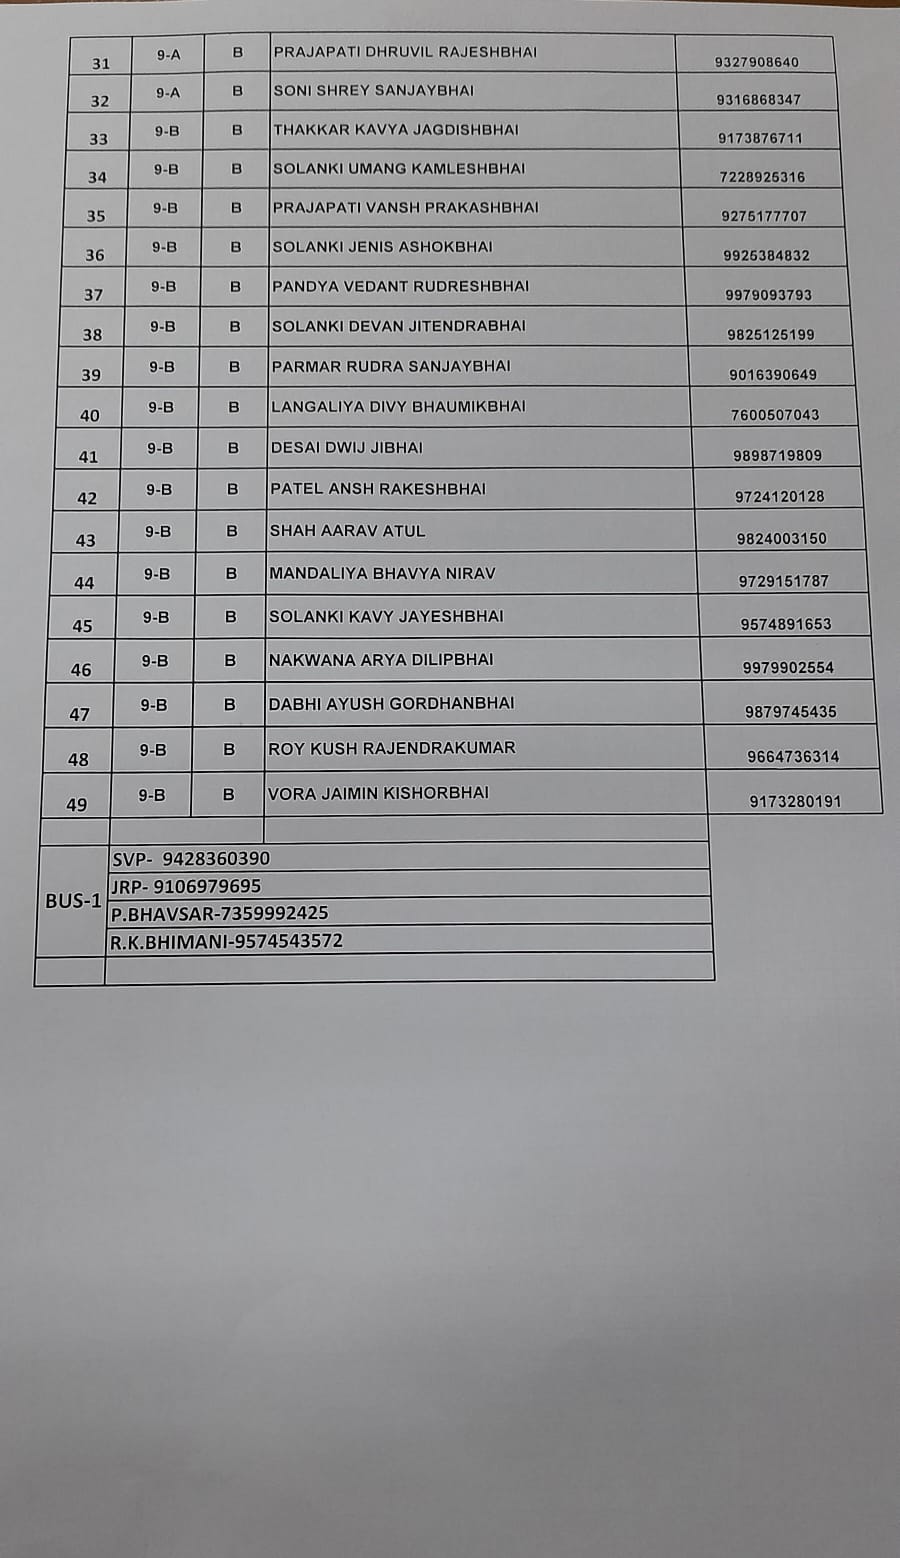 31 9-A B PRAJAPATI DHRUVIL RAJESHBHAI 9327908640
32 9-A B SONI SHREY SANJAYBHAI 9316868347
33 9-B B THAKKAR KAVYA JAGDISHBHAI 9173876711
34 9-B B SOLANKI UMANG KAMLESHBHAI 7228925316
35 9-B B PRAJAPATI VANSH PRAKASHBHAI 9275177707
36 9-B B SOLANKI JENIS ASHOKBHAI 9925384832
37 9-B B PANDYA VEDANT RUDRESHBHAI 9979093793
38 9-B B SOLANKI DEVAN JITENDRABHAI 9825125199
39 9-B B PARMAR RUDRA SANJAYBHAI 9016390649
40 9-B B LANGALIYA DIVY BHAUMIKBHAI 7600507043
41 9-B B DESAI DWIJ JIBHAI 9898719809
42 9-B B PATEL ANSH RAKESHBHAI 9724120128
43 9-B B SHAH AARAV ATUL 9824003150
44 9-B B MANDALIYA BHAVYA NIRAV 9729151787
45 9-B B SOLANKI KAVY JAYESHBHAI 9574891653
46 9-B B NAKWANA ARYA DILIPBHAI 9979902554
47 9-B B DABHI AYUSH GORDHANBHAI 9879745435
48 9-B B ROY KUSH RAJENDRAKUMAR 9664736314
49 9-B B VORA JAIMIN KISHORBHAI 9173280191
BUS-1
SVP- 9428360390
JRP- 9106979695
P.BHAVSAR-7359992425
R.K.BHIMANI-9574543572